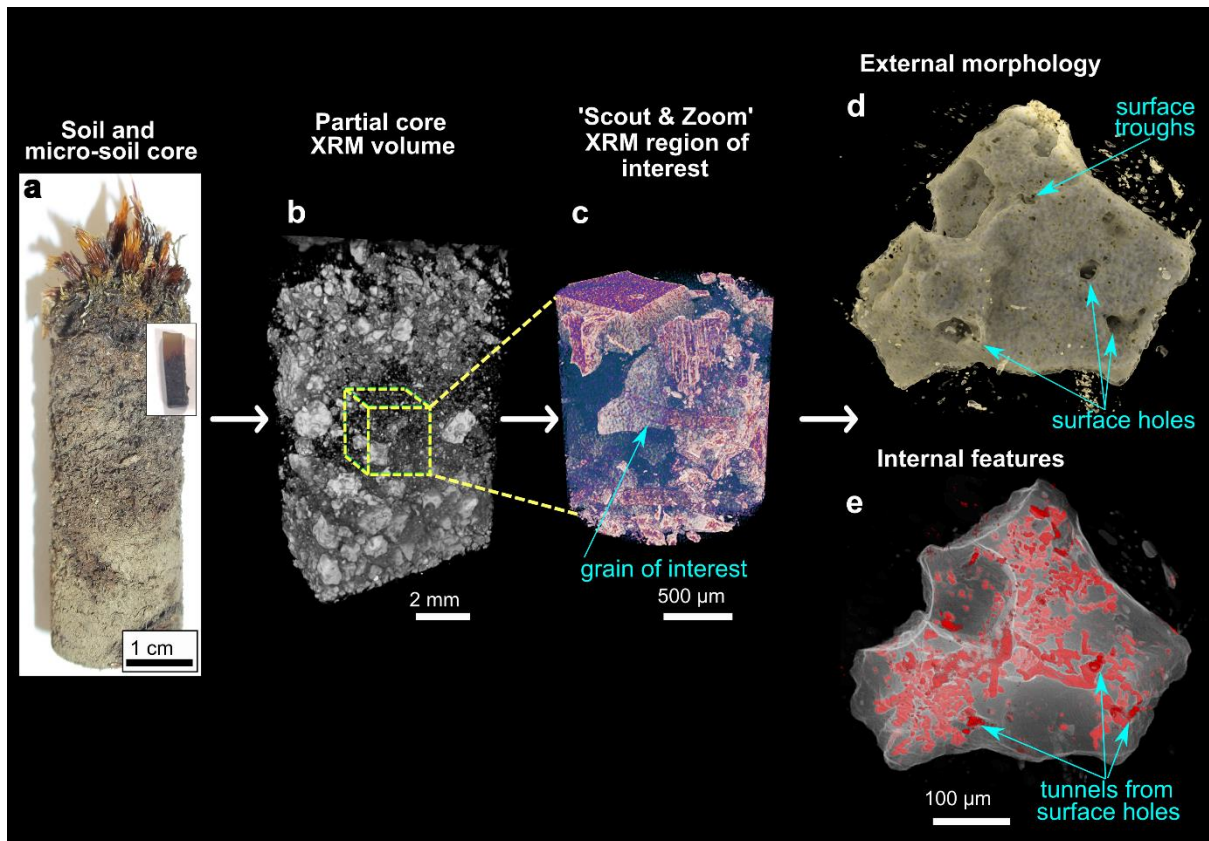 Soil and
micro-soil core
a
1 cm
Partial core
XRM volume
b
2 mm
'Scout & Zoom'
XRM region of
interest
c
grain of interest
500 µm
External morphology
d
surface
troughs
surface holes
Internal features
e
tunnels from
surface holes
100 µm